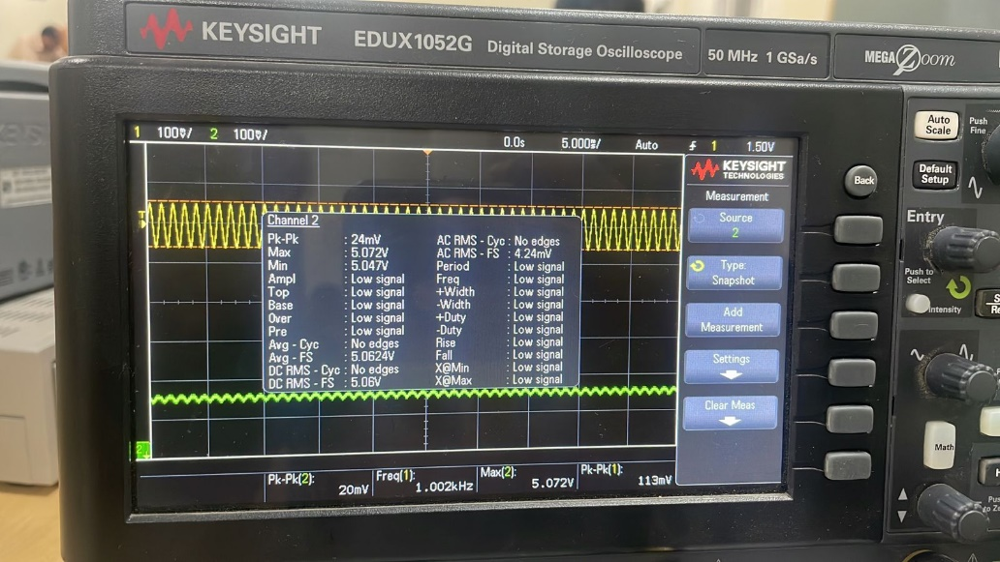 KEYSIGHT EDUX1052G Digital Storage Oscilloscope 50 MHz 1 GSa/s MEGA Zoom
1 100▿/ 2 100▿/ 0.0s 5.000▿/ Auto 1 1.50V
KEYSIGHT
TECHNOLOGIES
Measurement
Source
2
Type:
Snapshot
Add
Measurement
Settings
Clear Meas
Channel 2
Pk-Pk : 24mV AC RMS - Cyc : No edges
Max : 5.072V AC RMS - FS : 4.24mV
Min : 5.047V Period : Low signal
Ampl : Low signal Freq : Low signal
Top : Low signal +Width : Low signal
Base : Low signal -Width : Low signal
Over : Low signal +Duty : Low signal
Pre : Low signal -Duty : Low signal
Avg - Cyc : No edges Rise : Low signal
Avg - FS : 5.0624V Fall : Low signal
DC RMS - Cyc : No edges X@Min : Low signal
DC RMS - FS : 5.06V X@Max : Low signal
2
Pk-Pk(2): Freq(1): Max(2): Pk-Pk(1):
20mV 1.002kHz 5.072V 113mV
Back
Auto
Scale
Push
Fine
Default
Setup
Entry
Push to
Select
Intensity
Math